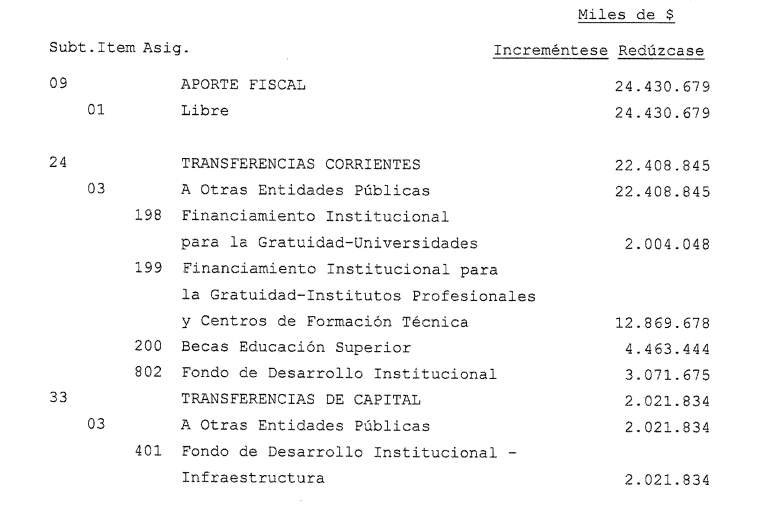 Miles de $
Subt.Item Asig. Increméntese Redúzcase
09 APORTE FISCAL 24.430.679
01 Libre 24.430.679
24 TRANSFERENCIAS CORRIENTES 22.408.845
03 A Otras Entidades Públicas 22.408.845
198 Financiamiento Institucional
para la Gratuidad-Universidades 2.004.048
199 Financiamiento Institucional para
la Gratuidad-Institutos Profesionales
y Centros de Formación Técnica 12.869.678
200 Becas Educación Superior 4.463.444
802 Fondo de Desarrollo Institucional 3.071.675
33 TRANSFERENCIAS DE CAPITAL 2.021.834
03 A Otras Entidades Públicas 2.021.834
401 Fondo de Desarrollo Institucional -
Infraestructura 2.021.834